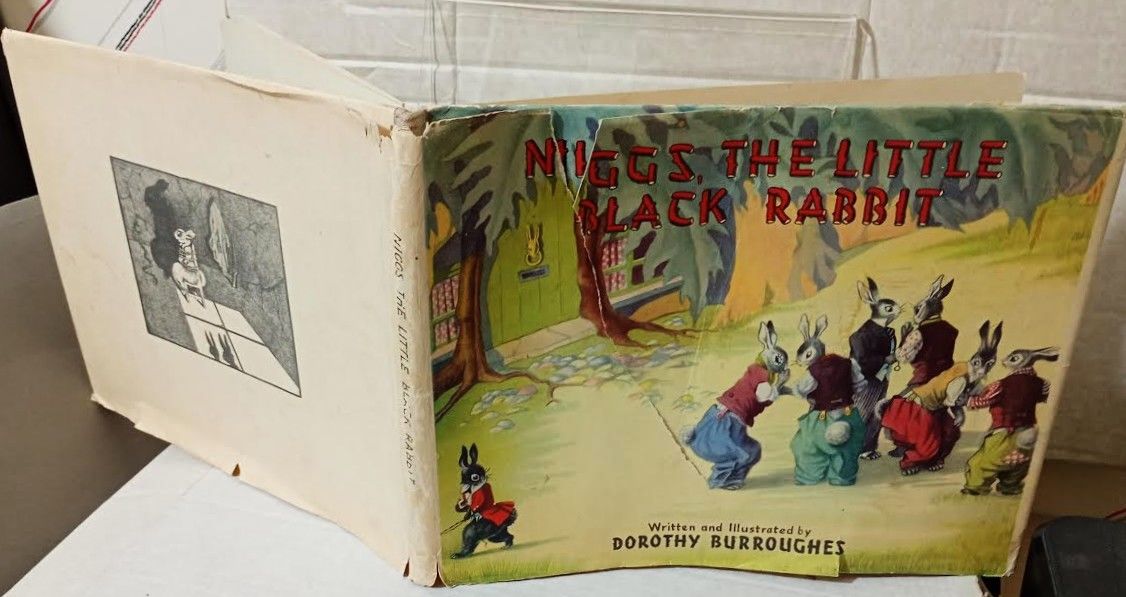 NIGGS, THE LITTLE
BLACK RABBIT
NIGGS THE LITTLE BLACK RABBIT
Written and Illustrated by
DOROTHY BURROUGHES